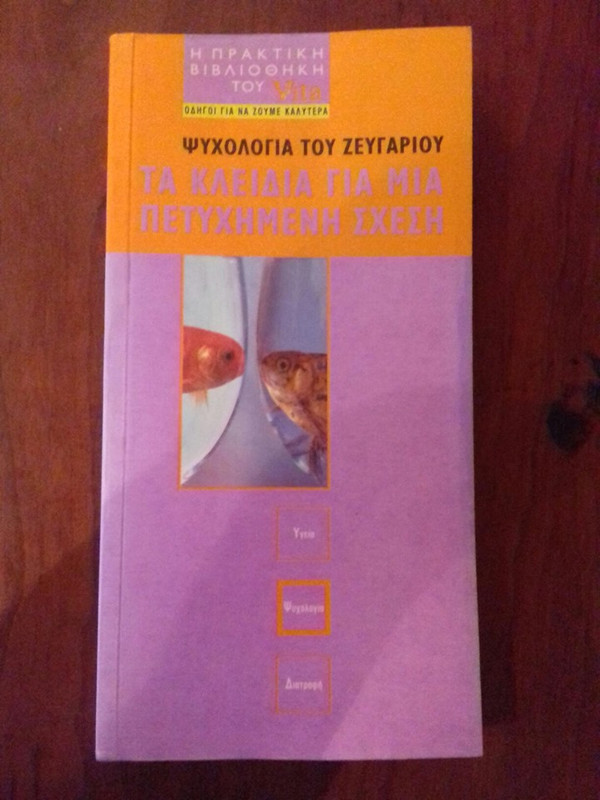 Η ΠΡΑΚΤΙΚΗ
ΒΙΒΛΙΟΘΗΚΗ
ΤΟΥ Vita
ΟΔΗΓΟΙ ΓΙΑ ΝΑ ΖΟΥΜΕ ΚΑΛΥΤΕΡΑ
ΨΥΧΟΛΟΓΙΑ ΤΟΥ ΖΕΥΓΑΡΙΟΥ
ΤΑ ΚΛΕΙΔΙΑ ΓΙΑ ΜΙΑ
ΠΕΤΥΧΗΜΕΝΗ ΣΧΕΣΗ
Υγεία
Ψυχολογία
Διατροφή